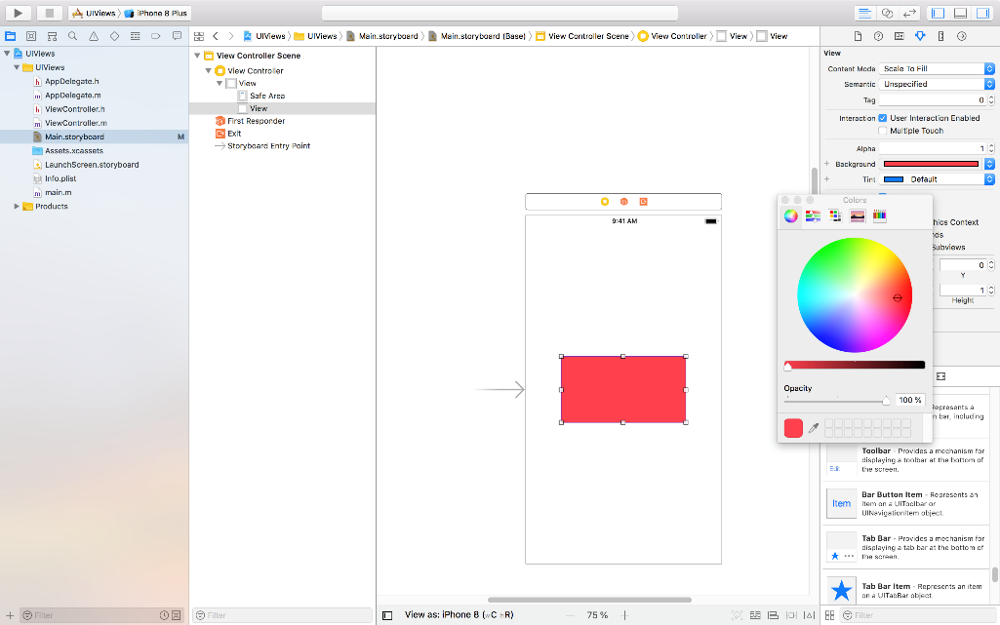 UIViews › iPhone 8 Plus
UIViews › UIViews › Main.storyboard › Main.storyboard (Base) › View Controller Scene › View Controller › View › View
UIViews
UIViews
AppDelegate.h
AppDelegate.m
ViewController.h
ViewController.m
Main.storyboard M
Assets.xcassets
LaunchScreen.storyboard
Info.plist
main.m
Products
View Controller Scene
View Controller
View
Safe Area
View
First Responder
Exit
Storyboard Entry Point
9:41 AM
View
Content Mode Scale To Fill
Semantic Unspecified
Tag 0
Interaction User Interaction Enabled
Multiple Touch
Alpha 1
Background
Tint Default
Colors
Opacity
100 %
hics Context
nds
Subviews
0
Y
1
Height
epresents a
n bar, including
Toolbar - Provides a mechanism for
displaying a toolbar at the bottom of
the screen.
Edit
Bar Button Item - Represents an
item on a UIToolbar or
UINavigationItem object.
Item
Tab Bar - Provides a mechanism for
displaying a tab bar at the bottom of
the screen.
Tab Bar Item - Represents an item
on a UITabBar object.
Filter
Filter
View as: iPhone 8 (wC hR)
75 %
Filter